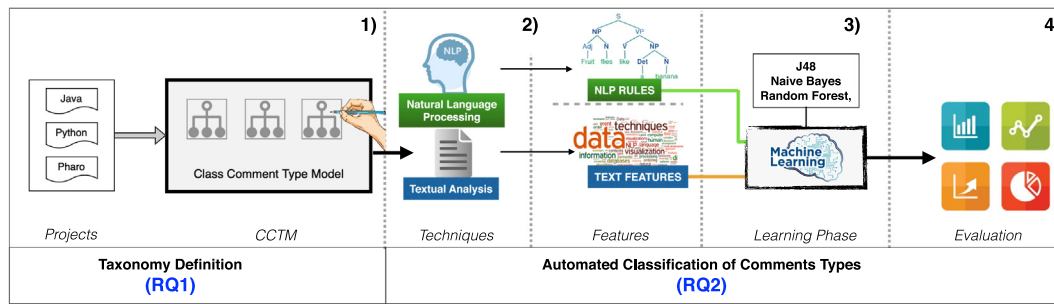 1)
2)
3)
4
Java
Python
Pharo
Class Comment Type Model
NLP
Natural Language
Processing
Textual Analysis
S
NP VP
Adj N V NP
Fruit flies like Det N
a banana
NLP RULES
data techniques
visualization
information
TEXT FEATURES
J48
Naive Bayes
Random Forest,
Machine
Learning
Projects
CCTM
Techniques
Features
Learning Phase
Evaluation
Taxonomy Definition
(RQ1)
Automated Classification of Comments Types
(RQ2)